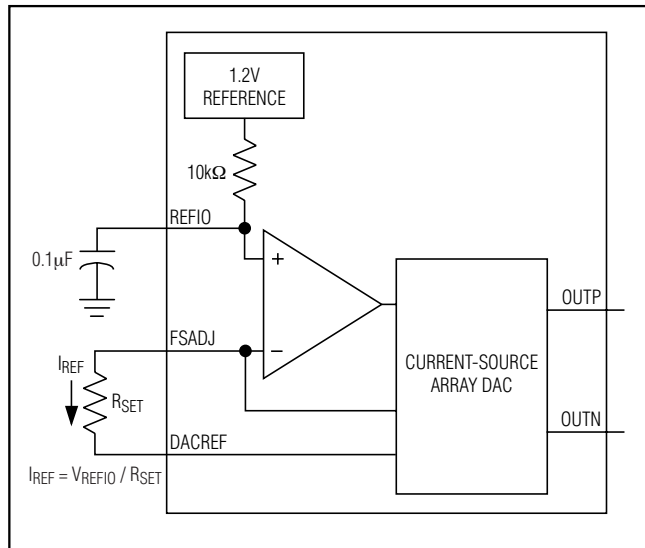 1.2V
REFERENCE
10kΩ
REFIO
0.1μF
+
FSADJ
−
IREF
RSET
DACREF
IREF = VREFIO / RSET
CURRENT-SOURCE
ARRAY DAC
OUTP
OUTN